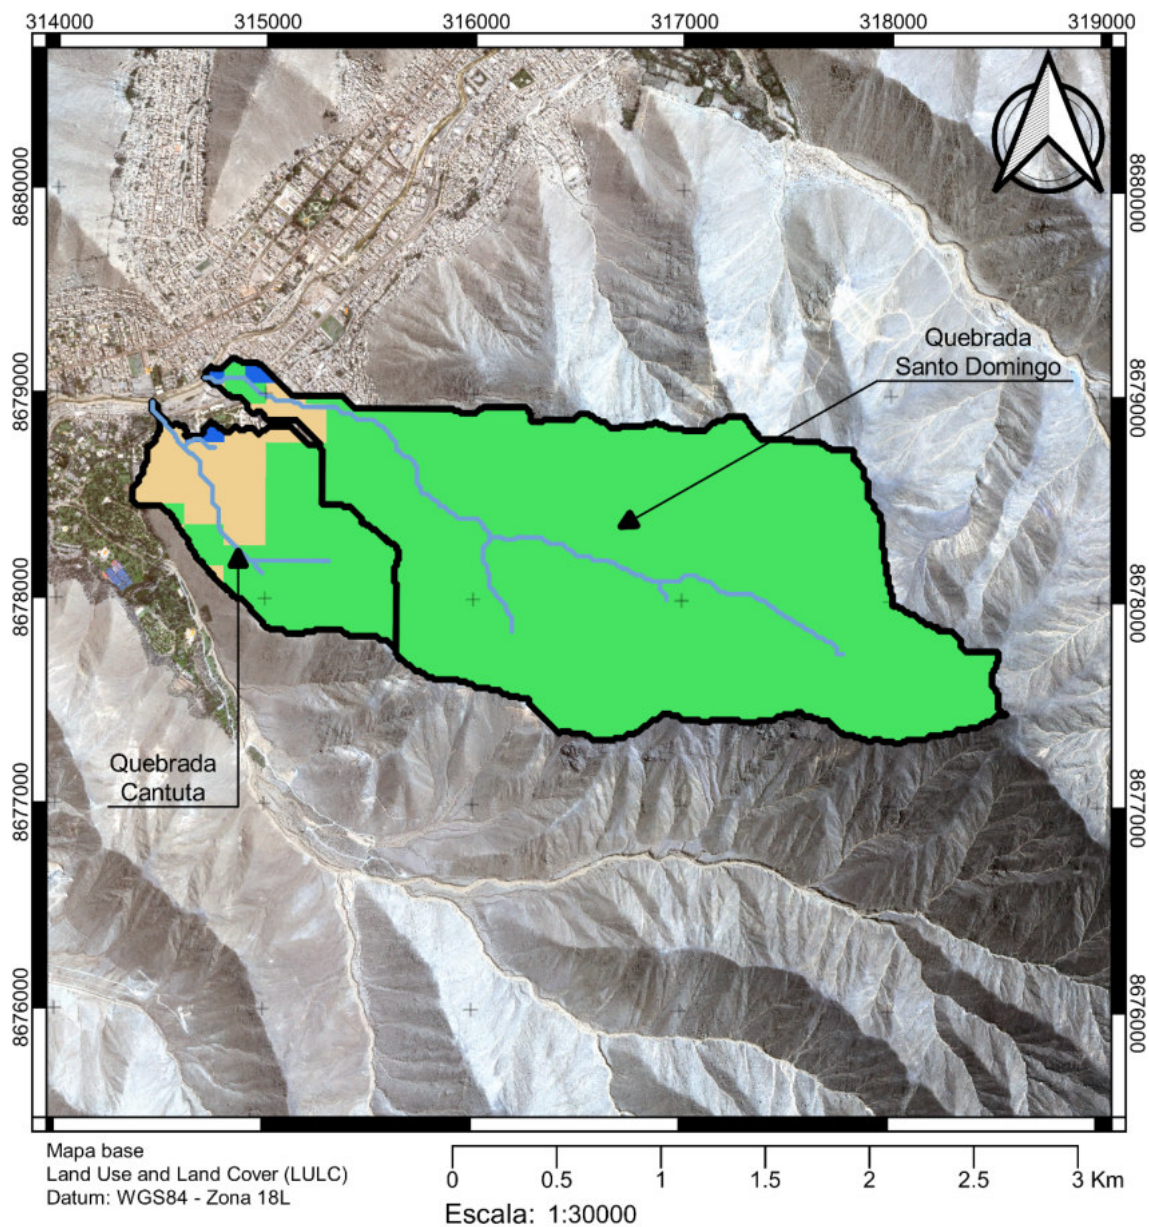 314000
315000
316000
317000
318000
319000
8680000
8680000
8679000
8679000
8678000
8678000
8677000
8677000
8676000
8676000
Quebrada
Santo Domingo
Quebrada
Cantuta
Mapa base
Land Use and Land Cover (LULC)
Datum: WGS84 - Zona 18L
0
0.5
1
1.5
2
2.5
3 Km
Escala: 1:30000